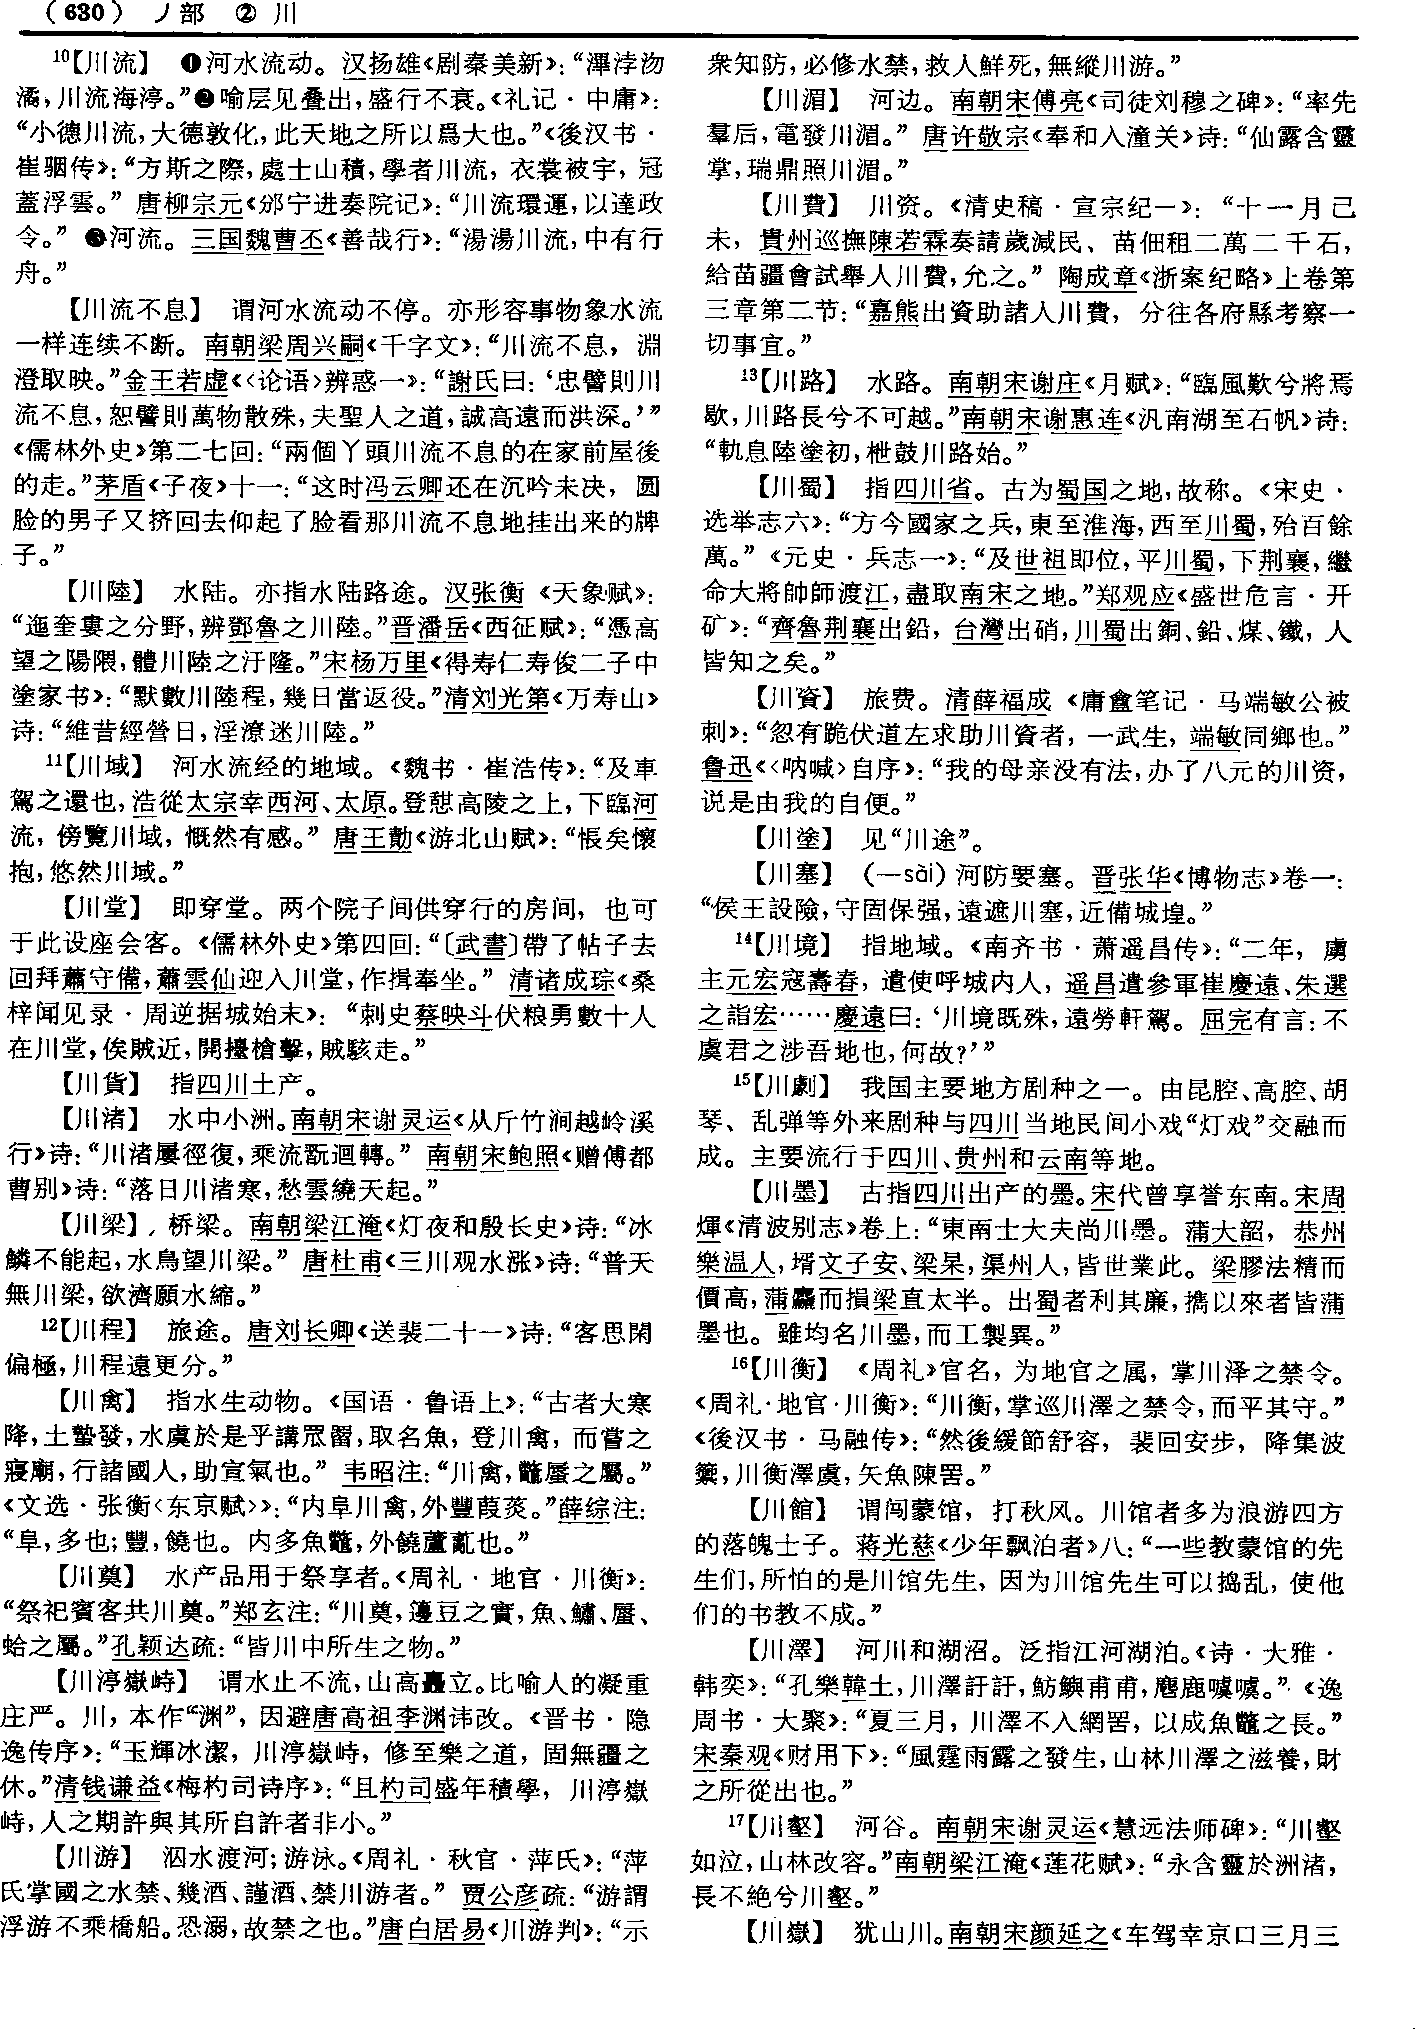 （630） 丿部 ② 川
¹⁰【川流】 ❶河水流动。汉扬雄《剧秦美新》：“滭浡沕
潏，川流海渟。”❷喻层见叠出，盛行不衰。《礼记·中庸》：
“小德川流，大德敦化，此天地之所以爲大也。”《後汉书·
崔骃传》：“方斯之際，處士山積，學者川流，衣裳被宇，冠
蓋浮雲。” 唐柳宗元《邠宁进奏院记》：“川流環運，以達政
令。” ❸河流。三国魏曹丕《善哉行》：“湯湯川流，中有行
舟。”
【川流不息】 谓河水流动不停。亦形容事物象水流
一样连续不断。南朝梁周兴嗣《千字文》：“川流不息，淵
澄取映。”金王若虚《〈论语〉辨惑一》：“謝氏曰：‘忠譬則川
流不息，恕譬則萬物散殊，夫聖人之道，誠高遠而洪深。’”
《儒林外史》第二七回：“兩個丫頭川流不息的在家前屋後
的走。”茅盾《子夜》十一：“这时冯云卿还在沉吟未决，圆
脸的男子又挤回去仰起了脸看那川流不息地挂出来的牌
子。”
【川陸】 水陆。亦指水陆路途。汉张衡《天象赋》：
“迤奎婁之分野，辨鄧魯之川陸。”晋潘岳《西征赋》：“憑高
望之陽隈，體川陸之汙隆。”宋杨万里《得寿仁寿俊二子中
塗家书》：“默數川陸程，幾日當返役。”清刘光第《万寿山》
诗：“維昔經營日，淫潦迷川陸。”
¹¹【川域】 河水流经的地域。《魏书·崔浩传》：“及車
駕之還也，浩從太宗幸西河、太原。登憩高陵之上，下臨河
流，傍覽川域，慨然有感。” 唐王勃《游北山赋》：“悵矣懷
抱，悠然川域。”
【川堂】 即穿堂。两个院子间供穿行的房间，也可
于此设座会客。《儒林外史》第四回：“〔武書〕帶了帖子去
回拜蕭守備，蕭雲仙迎入川堂，作揖奉坐。” 清诸成琮《桑
梓闻见录·周逆据城始末》：“刺史蔡映斗伏粮勇數十人
在川堂，俟賊近，開擡槍擊，賊駭走。”
【川貨】 指四川土产。
【川渚】 水中小洲。南朝宋谢灵运《从斤竹涧越岭溪
行》诗：“川渚屢徑復，乘流翫迴轉。” 南朝宋鲍照《赠傅都
曹别》诗：“落日川渚寒，愁雲繞天起。”
【川梁】 桥梁。南朝梁江淹《灯夜和殷长史》诗：“冰
鱗不能起，水鳥望川梁。” 唐杜甫《三川观水涨》诗：“普天
無川梁，欲濟願水縮。”
¹²【川程】 旅途。唐刘长卿《送裴二十一》诗：“客思閑
偏極，川程遠更分。”
【川禽】 指水生动物。《国语·鲁语上》：“古者大寒
降，土蟄發，水虞於是乎講罛罶，取名魚，登川禽，而嘗之
寢廟，行諸國人，助宣氣也。” 韦昭注：“川禽，鼈蜃之屬。”
《文选·张衡〈东京赋〉》：“内阜川禽，外豐葭菼。”薛综注：
“阜，多也；豐，饒也。内多魚鼈，外饒蘆薍也。”
【川奠】 水产品用于祭享者。《周礼·地官·川衡》：
“祭祀賓客共川奠。”郑玄注：“川奠，籩豆之實，魚、鱐、蜃、
蛤之屬。”孔颖达疏：“皆川中所生之物。”
【川渟嶽峙】 谓水止不流，山高矗立。比喻人的凝重
庄严。川，本作“渊”，因避唐高祖李渊讳改。《晋书·隐
逸传序》：“玉輝冰潔，川渟嶽峙，修至樂之道，固無疆之
休。”清钱谦益《梅杓司诗序》：“且杓司盛年積學，川渟嶽
峙，人之期許與其所自許者非小。”
【川游】 泅水渡河；游泳。《周礼·秋官·萍氏》：“萍
氏掌國之水禁、幾酒、謹酒、禁川游者。” 贾公彦疏：“游謂
浮游不乘橋船。恐溺，故禁之也。”唐白居易《川游判》：“示
衆知防，必修水禁，救人鮮死，無縱川游。”
【川湄】 河边。南朝宋傅亮《司徒刘穆之碑》：“率先
羣后，電發川湄。” 唐许敬宗《奉和入潼关》诗：“仙露含靈
掌，瑞鼎照川湄。”
【川費】 川资。《清史稿·宣宗纪一》：“十一月己
未，貴州巡撫陳若霖奏請歲減民、苗佃租二萬二千石，
給苗疆會試舉人川費，允之。” 陶成章《浙案纪略》上卷第
三章第二节：“嘉熊出資助諸人川費，分往各府縣考察一
切事宜。”
¹³【川路】 水路。南朝宋谢庄《月赋》：“臨風歎兮將焉
歇，川路長兮不可越。”南朝宋谢惠连《汎南湖至石帆》诗：
“軌息陸塗初，枻鼓川路始。”
【川蜀】 指四川省。古为蜀国之地，故称。《宋史·
选举志六》：“方今國家之兵，東至淮海，西至川蜀，殆百餘
萬。” 《元史·兵志一》：“及世祖即位，平川蜀，下荆襄，繼
命大將帥師渡江，盡取南宋之地。”郑观应《盛世危言·开
矿》：“齊魯荆襄出鉛，台灣出硝，川蜀出銅、鉛、煤、鐵，人
皆知之矣。”
【川資】 旅费。清薛福成《庸盦笔记·马端敏公被
刺》：“忽有跪伏道左求助川資者，一武生，端敏同鄉也。”
鲁迅《〈呐喊〉自序》：“我的母亲没有法，办了八元的川资，
说是由我的自便。”
【川塗】 见“川途”。
【川塞】 （—sài）河防要塞。晋张华《博物志》卷一：
“侯王設險，守固保强，遠遮川塞，近備城堭。”
¹⁴【川境】 指地域。《南齐书·萧遥昌传》：“二年，虜
主元宏寇壽春，遣使呼城内人，遥昌遣參軍崔慶遠、朱選
之詣宏……慶遠曰：‘川境既殊，遠勞軒駕。屈完有言：不
虞君之涉吾地也，何故？’”
¹⁵【川劇】 我国主要地方剧种之一。由昆腔、高腔、胡
琴、乱弹等外来剧种与四川当地民间小戏“灯戏”交融而
成。主要流行于四川、贵州和云南等地。
【川墨】 古指四川出产的墨。宋代曾享誉东南。宋周
煇《清波别志》卷上：“東南士大夫尚川墨。蒲大韶，恭州
樂温人，壻文子安、梁杲，渠州人，皆世業此。梁膠法精而
價高，蒲麤而損梁直太半。出蜀者利其廉，擕以來者皆蒲
墨也。雖均名川墨，而工製異。”
¹⁶【川衡】 《周礼》官名，为地官之属，掌川泽之禁令。
《周礼·地官·川衡》：“川衡，掌巡川澤之禁令，而平其守。”
《後汉书·马融传》：“然後緩節舒容，裴回安步，降集波
籞，川衡澤虞，矢魚陳罟。”
【川館】 谓闯蒙馆，打秋风。川馆者多为浪游四方
的落魄士子。蒋光慈《少年飘泊者》八：“一些教蒙馆的先
生们，所怕的是川馆先生，因为川馆先生可以捣乱，使他
们的书教不成。”
【川澤】 河川和湖沼。泛指江河湖泊。《诗·大雅·
韩奕》：“孔樂韓土，川澤訏訏，魴鱮甫甫，麀鹿噳噳。” 《逸
周书·大聚》：“夏三月，川澤不入網罟，以成魚鼈之長。”
宋秦观《财用下》：“風霆雨露之發生，山林川澤之滋養，財
之所從出也。”
¹⁷【川壑】 河谷。南朝宋谢灵运《慧远法师碑》：“川壑
如泣，山林改容。”南朝梁江淹《莲花赋》：“永含靈於洲渚，
長不絶兮川壑。”
【川嶽】 犹山川。南朝宋颜延之《车驾幸京口三月三